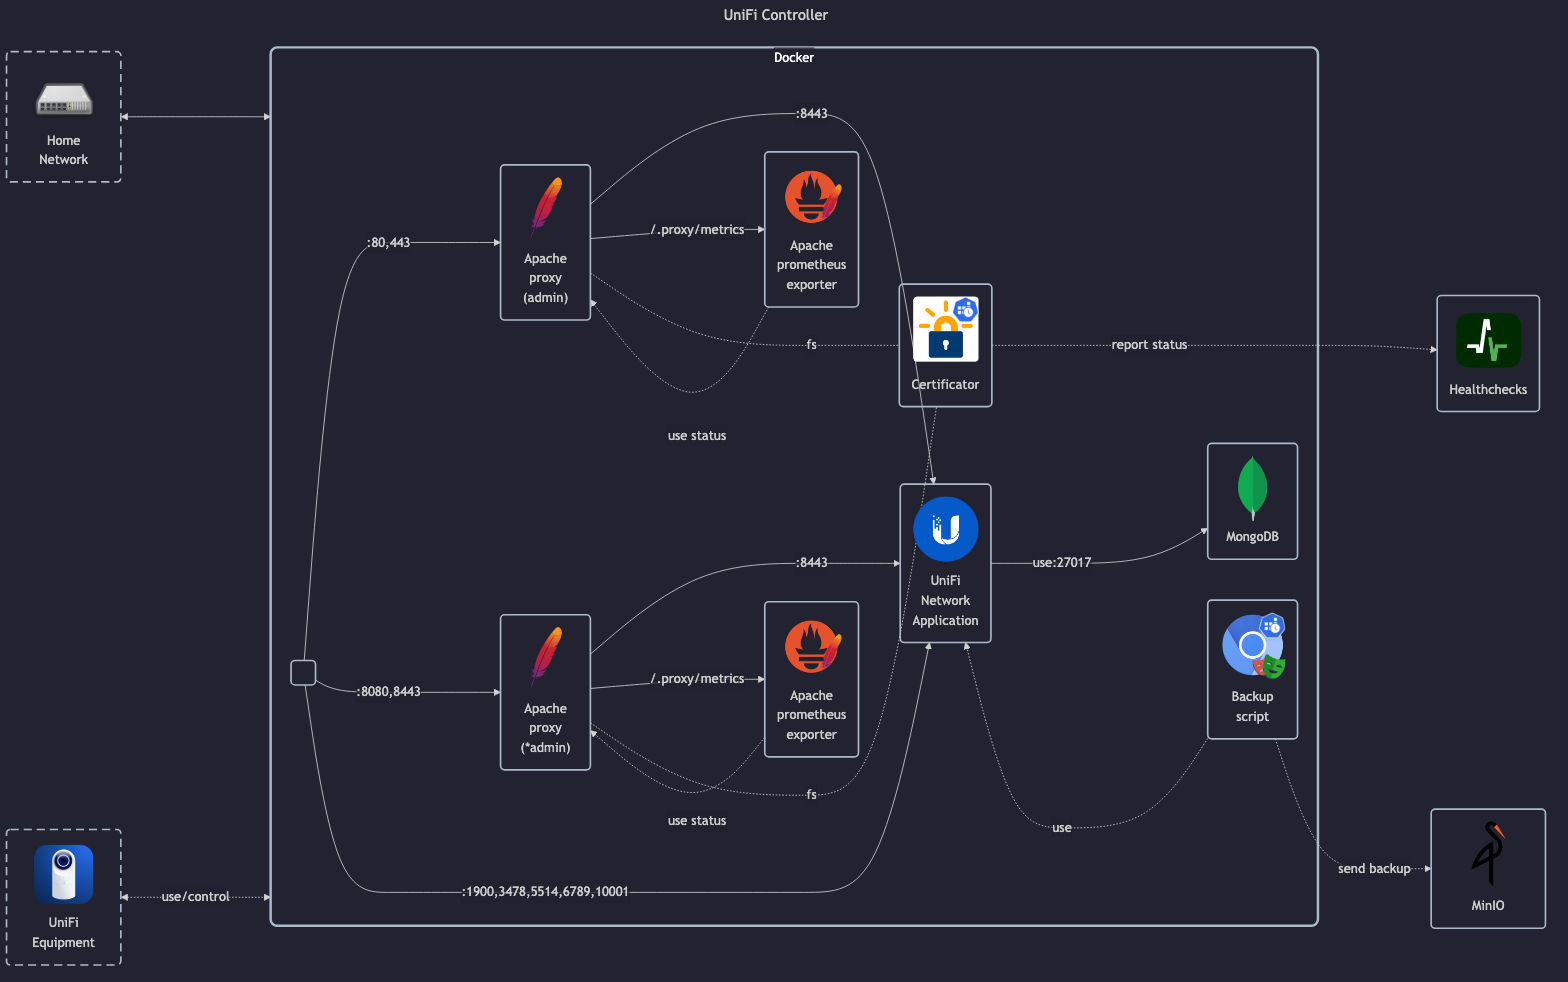 UniFi Controller
Docker
Home
Network
:8443
:80,443
Apache
proxy
(admin)
/.proxy/metrics
Apache
prometheus
exporter
fs
use status
Certificator
report status
Healthchecks
MongoDB
UniFi
Network
Application
use:27017
:8443
:8080,8443
Apache
proxy
(*admin)
/.proxy/metrics
Apache
prometheus
exporter
fs
use status
Backup
script
use
send backup
MinIO
:1900,3478,5514,6789,10001
UniFi
Equipment
use/control